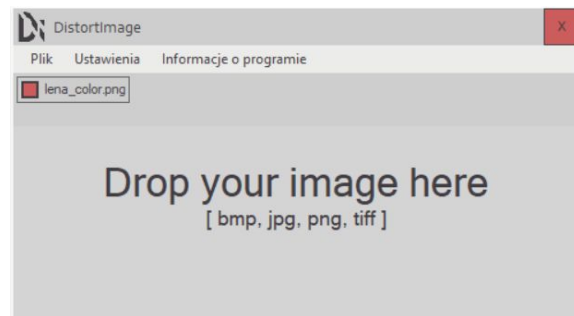 DistortImage
X
Plik Ustawienia Informacje o programie
lena_color.png
Drop your image here
[ bmp, jpg, png, tiff ]